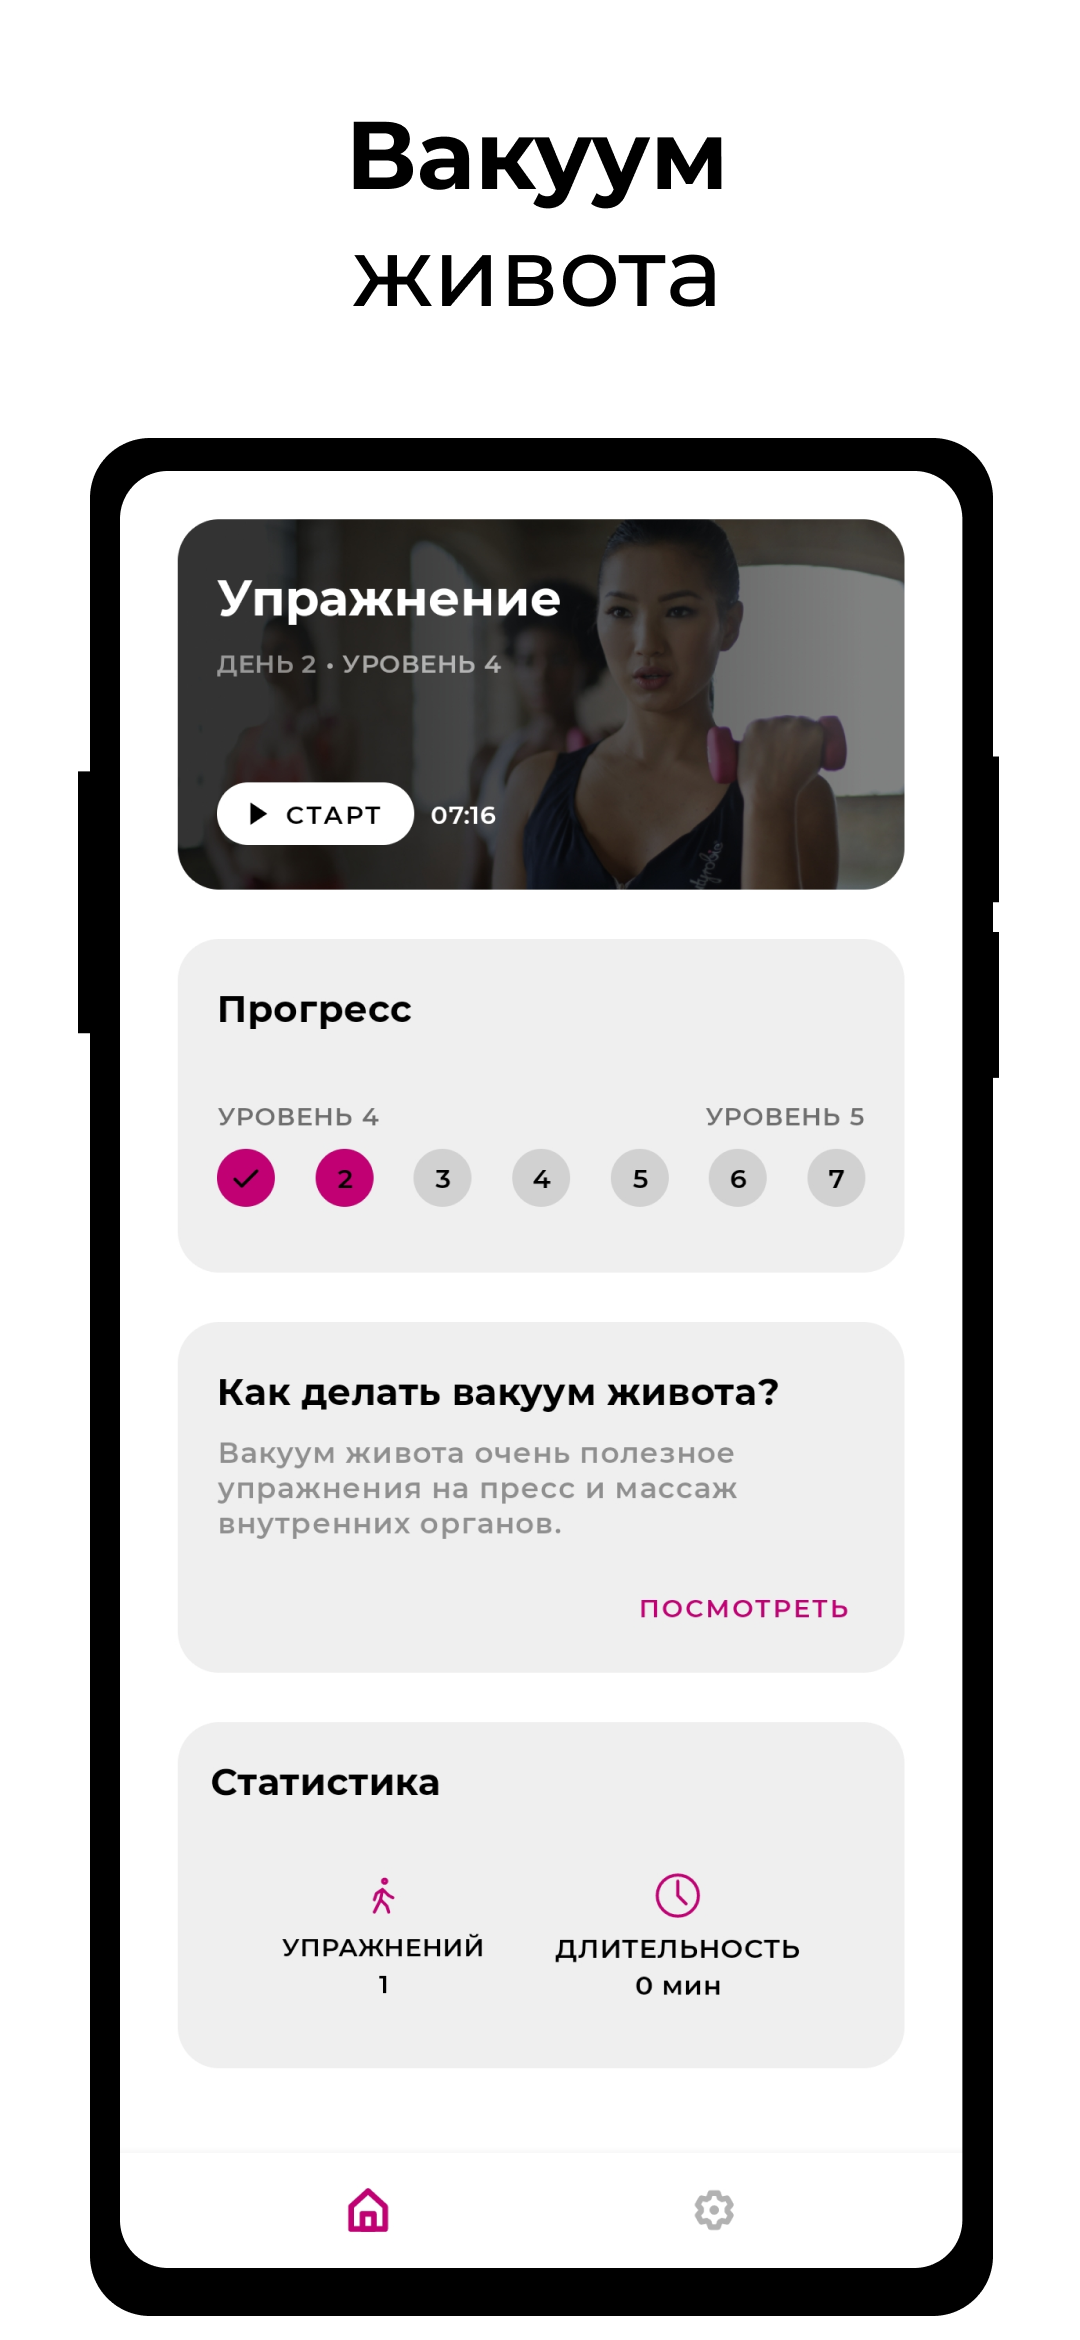 Вакуум
живота
Упражнение
ДЕНЬ 2 • УРОВЕНЬ 4
СТАРТ 07:16
Прогресс
УРОВЕНЬ 4 УРОВЕНЬ 5
2 3 4 5 6 7
Как делать вакуум живота?
Вакуум живота очень полезное
упражнения на пресс и массаж
внутренних органов.
ПОСМОТРЕТЬ
Статистика
УПРАЖНЕНИЙ ДЛИТЕЛЬНОСТЬ
1 0 мин